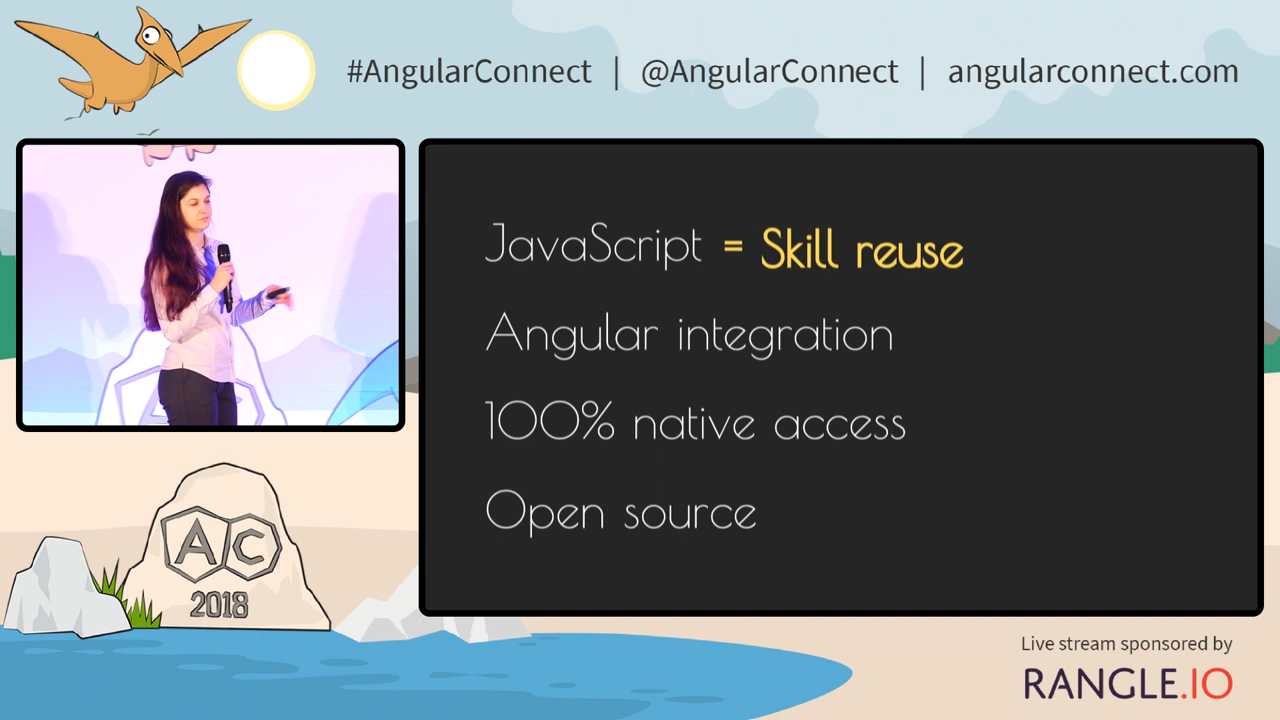 #AngularConnect | @AngularConnect | angularconnect.com
JavaScript = Skill reuse
Angular integration
100% native access
Open source
AC
2018
Live stream sponsored by
RANGLE.IO